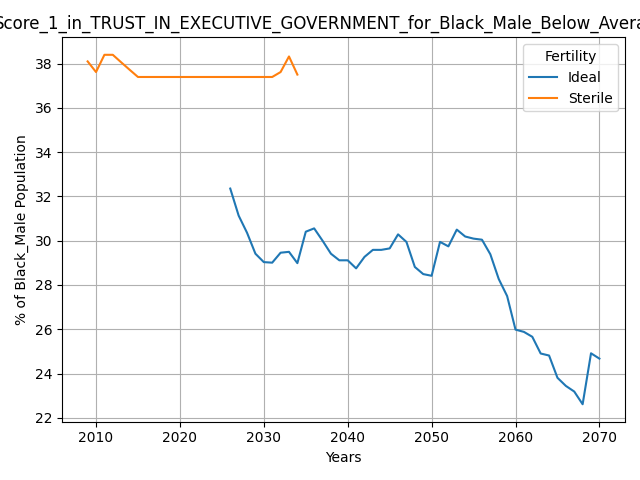 Score_1_in_TRUST_IN_EXECUTIVE_GOVERNMENT_for_Black_Male_Below_Avera
Fertility
Ideal
Sterile
% of Black_Male Population
38
36
34
32
30
28
26
24
22
2010 2020 2030 2040 2050 2060 2070
Years